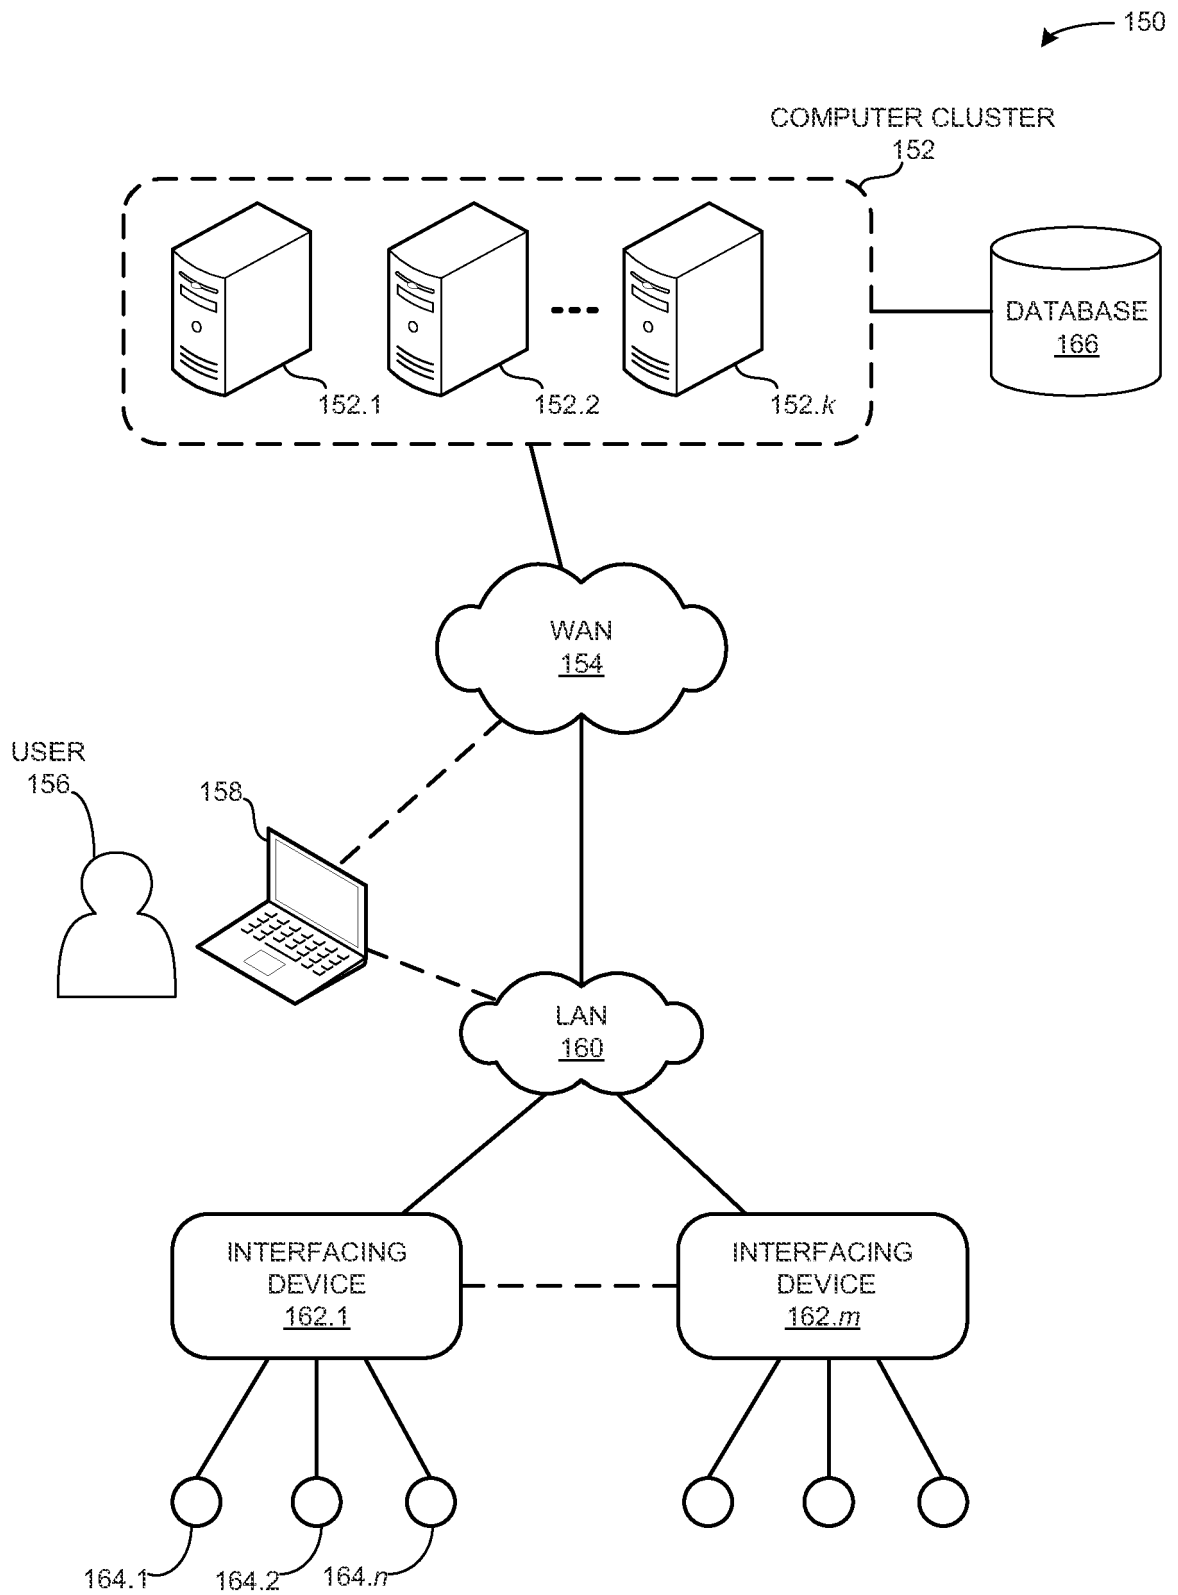 150
COMPUTER CLUSTER
152
152.1
152.2
152.k
DATABASE
166
WAN
154
USER
156
158
LAN
160
INTERFACING
DEVICE
162.1
INTERFACING
DEVICE
162.m
164.1
164.2
164.n